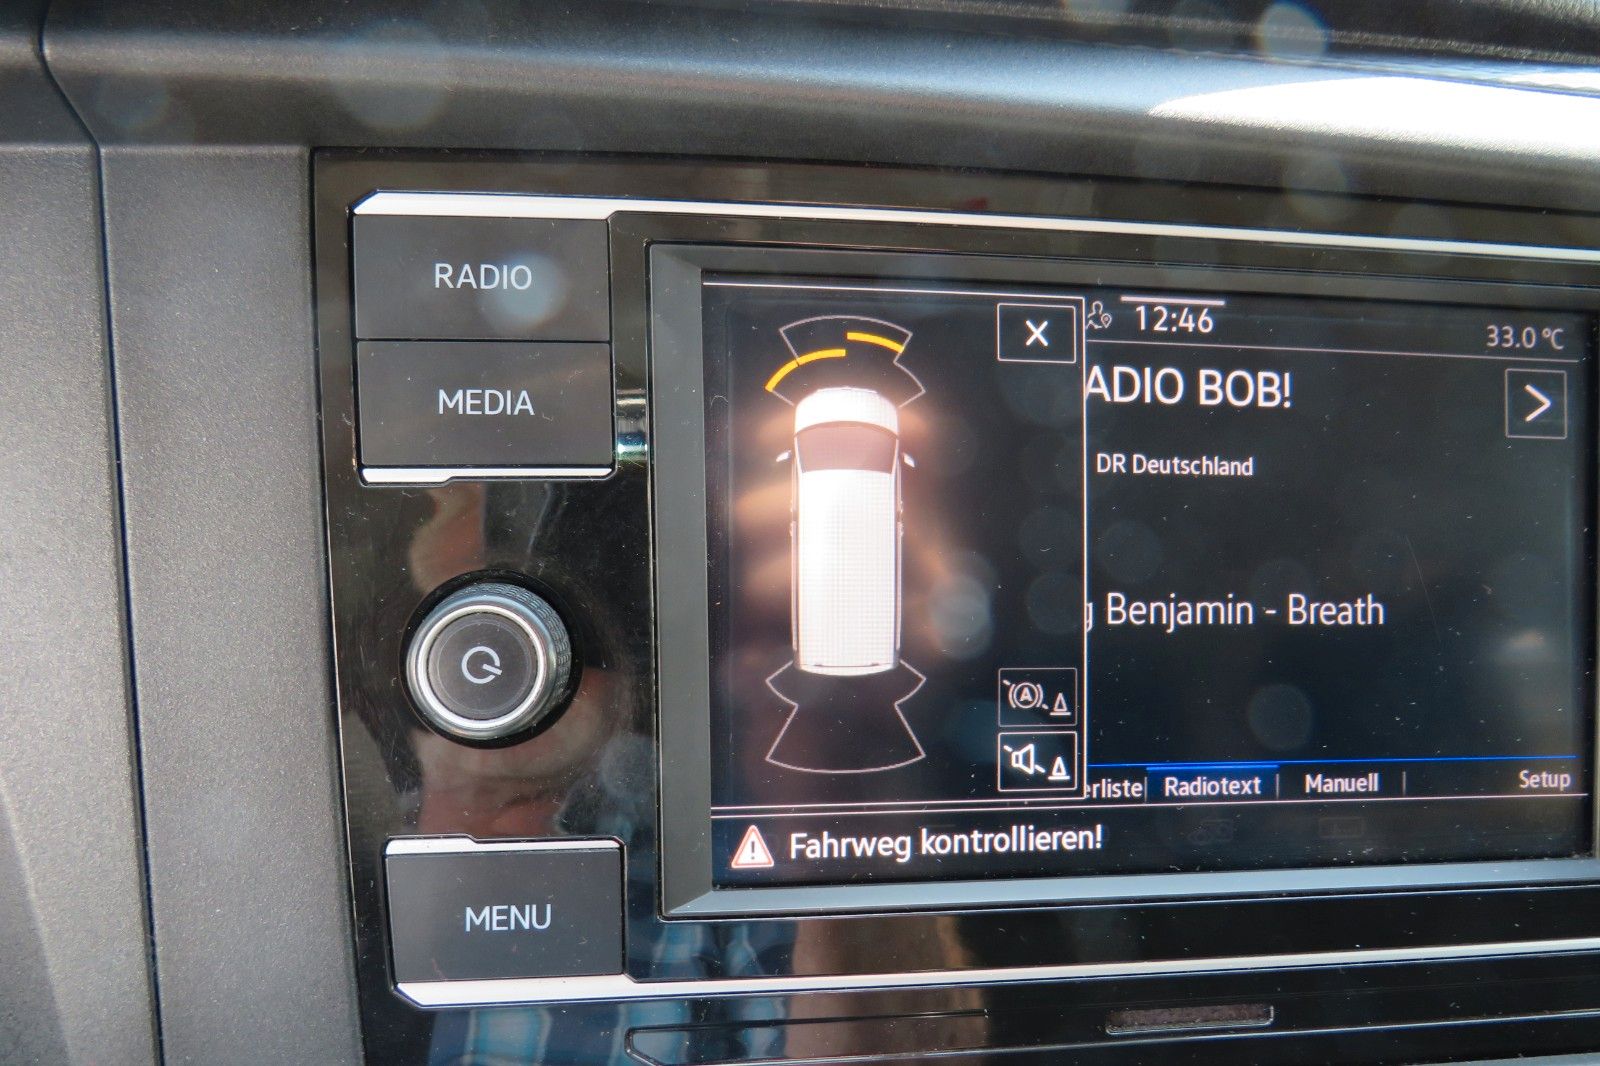 RADIO
MEDIA
MENU
X
12:46
33.0 °C
ADIO BOB!
>
DR Deutschland
g Benjamin - Breath
(A)
erliste
Radiotext
Manuell
Setup
Fahrweg kontrollieren!